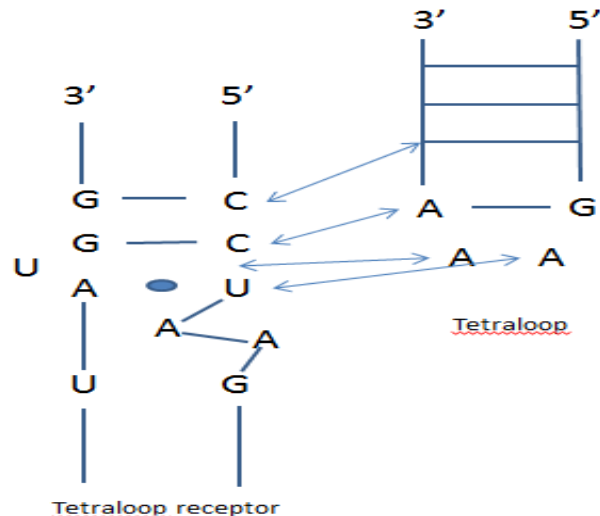 3’ 5’
3’ 5’
G C A G
G C
U A U A A
A A
U G
Tetraloop
Tetraloop receptor